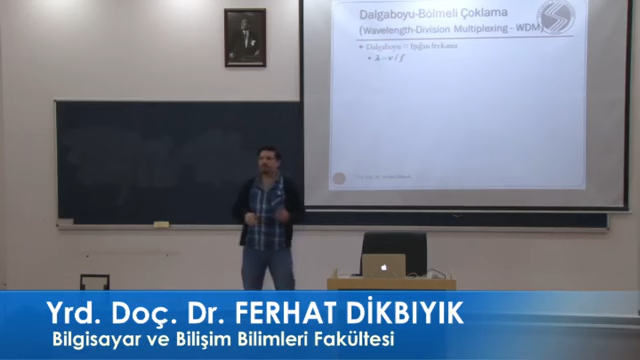 Dalgaboyu-Bölmeli Çoklama
(Wavelength-Division Multiplexing - WDM)
• Dalgaboyu = Işığın frekansı
• λ = v / f
Yrd. Doç. Dr. FERHAT DİKBIYIK
Bilgisayar ve Bilişim Bilimleri Fakültesi